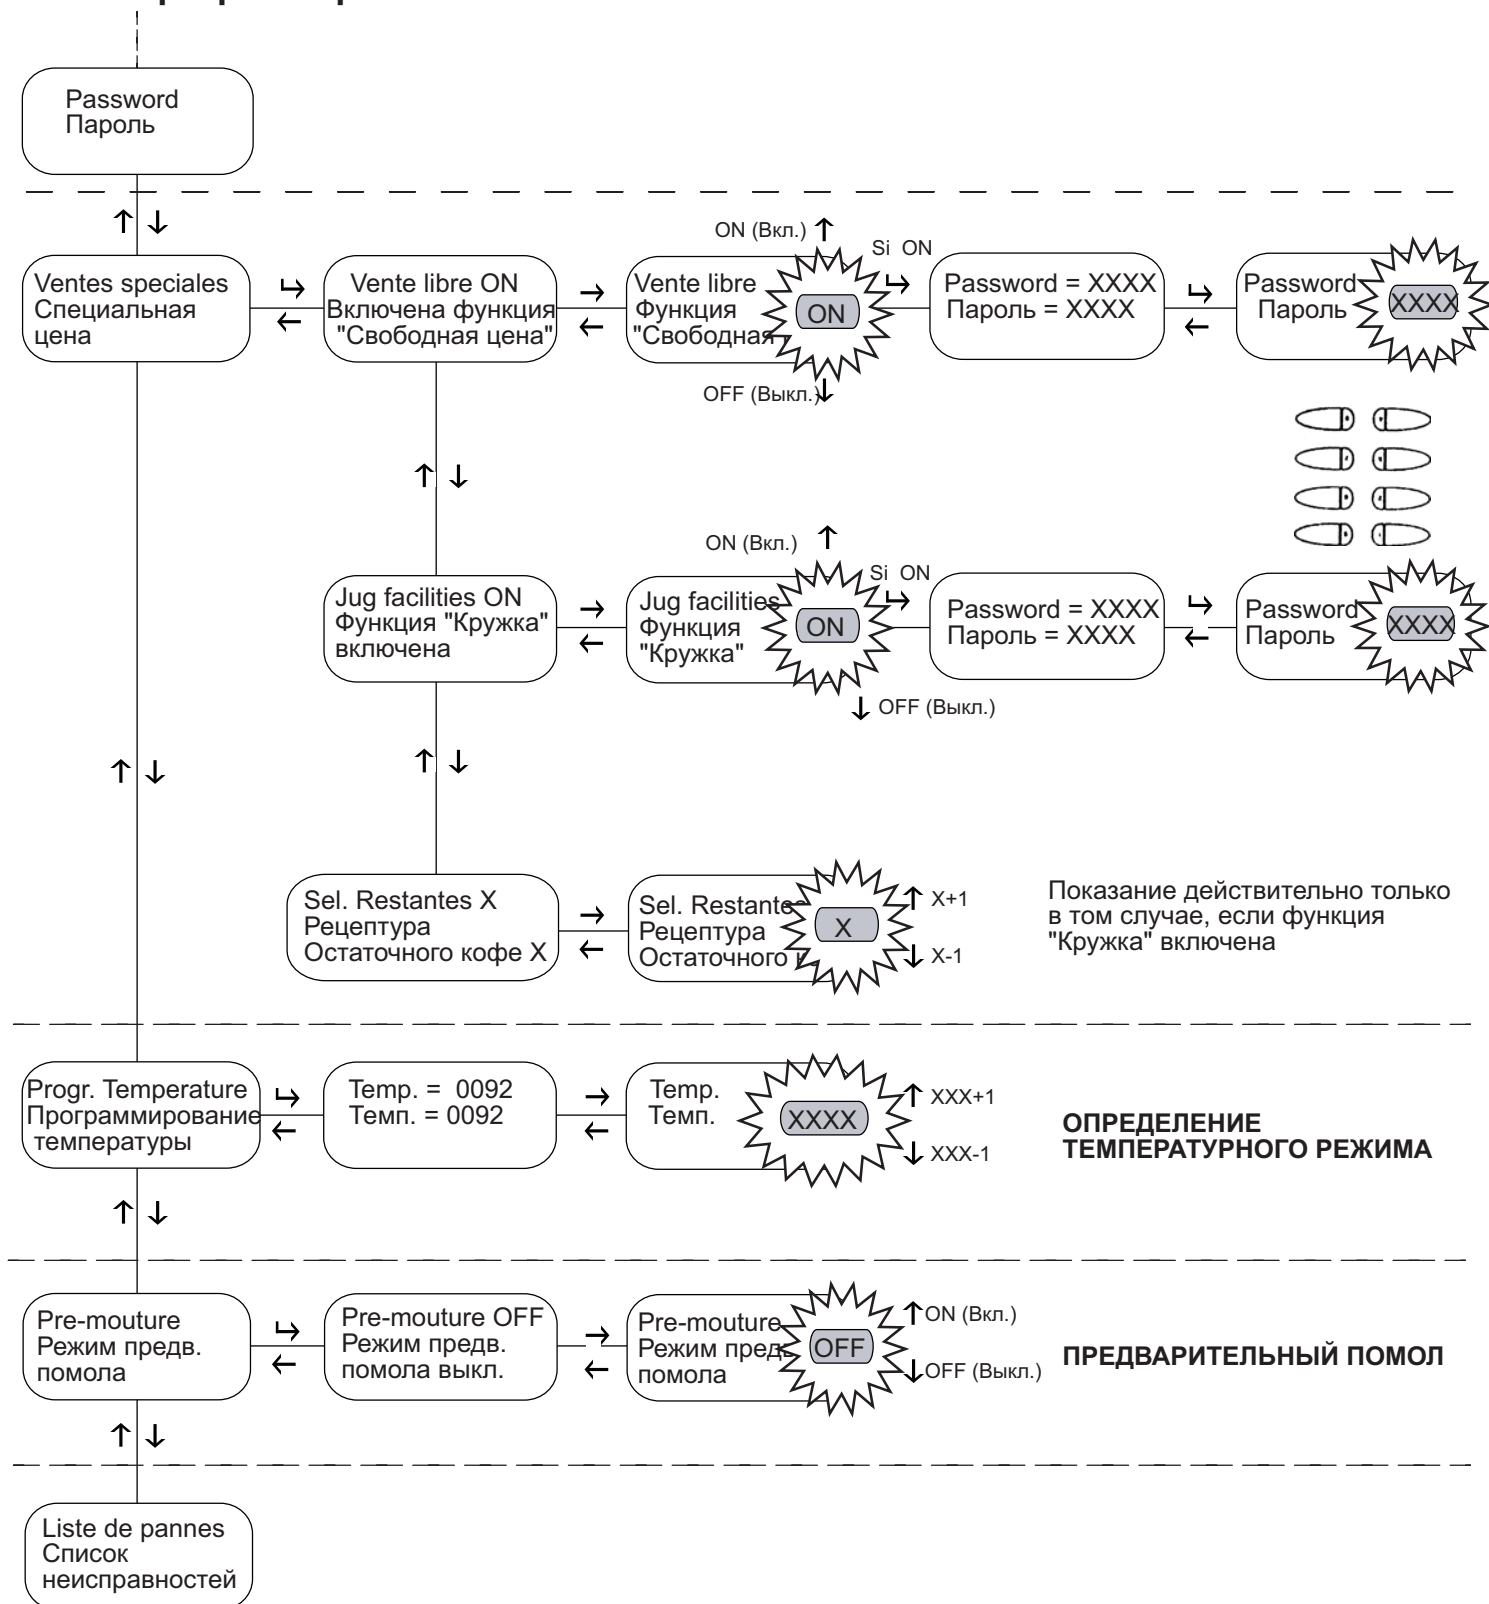 Password
Пароль
ON (Вкл.)
Si ON
Ventes speciales
Специальная
цена
Vente libre ON
Включена функция
"Свободная цена"
Vente libre
Функция
"Свободная
ON
OFF (Выкл.)
Password = XXXX
Пароль = XXXX
Password
Пароль
XXXX
ON (Вкл.)
Si ON
Jug facilities ON
Функция "Кружка"
включена
Jug facilities
Функция
"Кружка"
ON
OFF (Выкл.)
Password = XXXX
Пароль = XXXX
Password
Пароль
XXXX
Sel. Restantes X
Рецептура
Остаточного кофе X
Sel. Restante
Рецептура
Остаточного
X
X+1
X-1
Показание действительно только
в том случае, если функция
"Кружка" включена
Progr. Temperature
Программирование
температуры
Temp. = 0092
Темп. = 0092
Temp.
Темп.
XXXX
XXX+1
XXX-1
ОПРЕДЕЛЕНИЕ
ТЕМПЕРАТУРНОГО РЕЖИМА
Pre-mouture
Режим предв.
помола
Pre-mouture OFF
Режим предв.
помола выкл.
Pre-mouture
Режим предв
помола
OFF
ON (Вкл.)
OFF (Выкл.)
ПРЕДВАРИТЕЛЬНЫЙ ПОМОЛ
Liste de pannes
Список
неисправностей